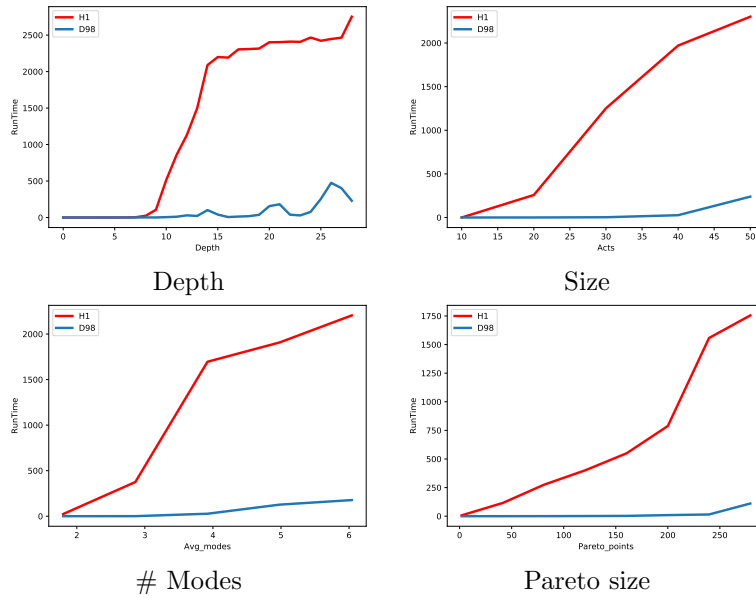 H1
D98
RunTime
2500
2000
1500
1000
500
0
0 5 10 15 20 25
Depth
Depth
H1
D98
RunTime
2000
1500
1000
500
0
10 15 20 25 30 35 40 45 50
Acts
Size
H1
D98
RunTime
2000
1500
1000
500
0
2 3 4 5 6
Avg_modes
# Modes
H1
D98
RunTime
1750
1500
1250
1000
750
500
250
0
0 50 100 150 200 250
Pareto_points
Pareto size